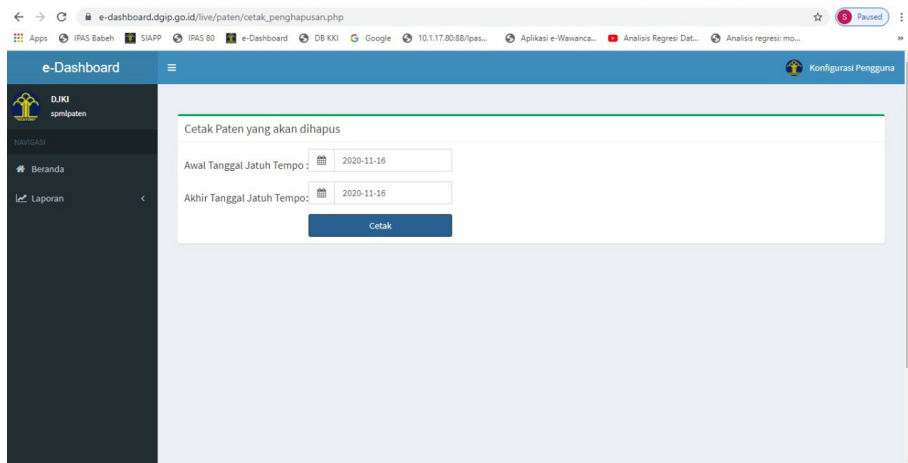 e-dashboard.dgip.go.id/live/paten/cetak_penghapusan.php
S Paused
Apps IPAS Babeh SIAPP IPAS 80 e-Dashboard DB KKI Google 10.1.17.80:88/Ipas... Aplikasi e-Wawanca... Analisis Regresi Dat... Analisis regresi: mo... »
e-Dashboard
Konfigurasi Pengguna
DJKI
spmlpaten
NAVIGASI
Beranda
Laporan
Cetak Paten yang akan dihapus
Awal Tanggal Jatuh Tempo : 2020-11-16
Akhir Tanggal Jatuh Tempo: 2020-11-16
Cetak